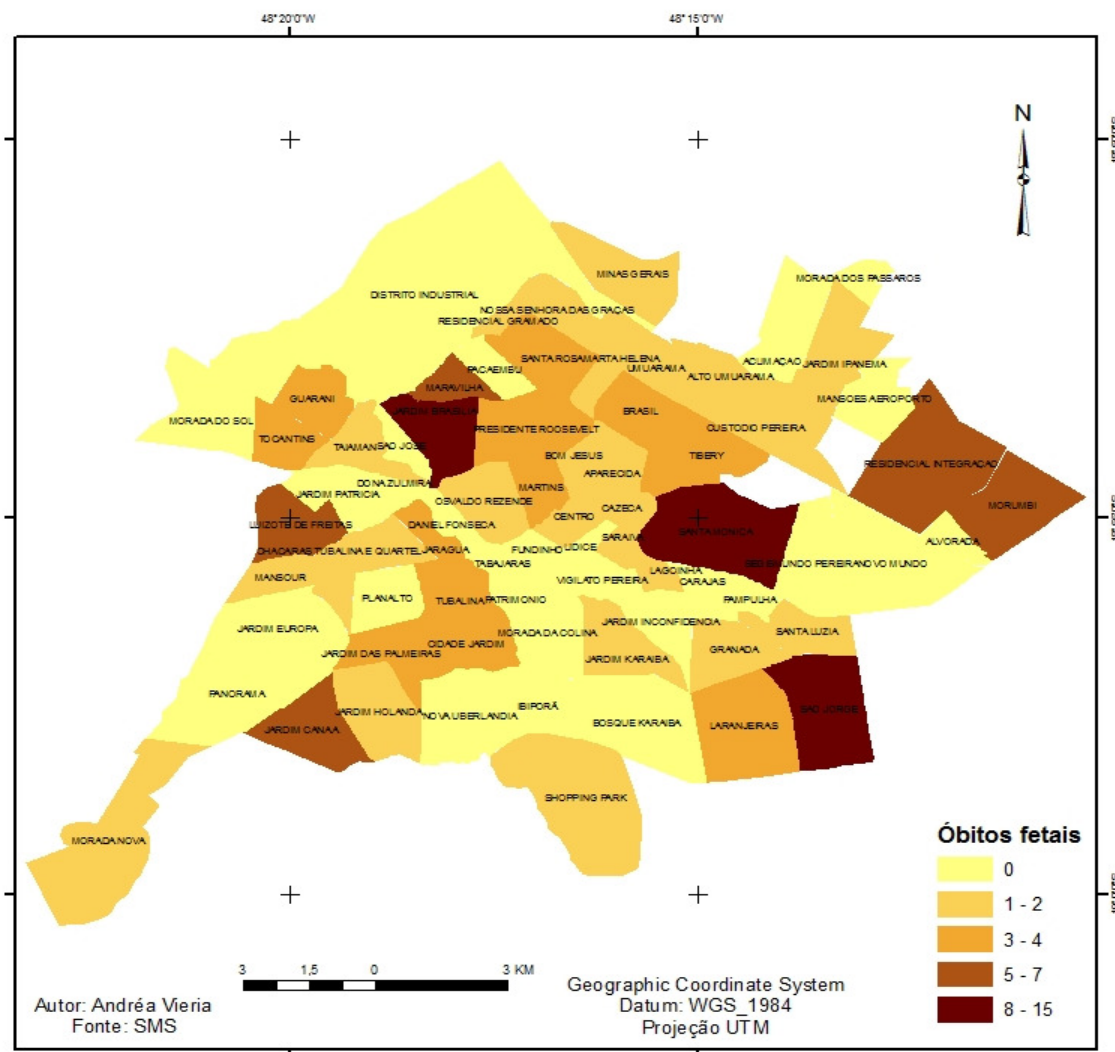 48°20'0"W
48°15'0"W
N
MINAS GERAIS
MORADA DOS PASSAROS
DISTRITO INDUSTRIAL
NOSSA SENHORA DAS GRAÇAS
RESIDENCIAL GRAMADO
SANTA ROSA
MARTA HELENA
ACLIMAÇAO
JARDIM IPANEMA
PACAEMBU
UMUARAMA
ALTO UMUARAMA
MARAVILHA
GUARANI
MANSOES AEROPORTO
JARDIM BRASILIA
BRASIL
MORADA DO SOL
PRESIDENTE ROOSEVELT
CUSTODIO PEREIRA
TOCANTINS
TAIAMAN
SAO JOSE
BOM JESUS
TIBERY
RESIDENCIAL INTEGRAÇAO
APARECIDA
DONA ZULMIRA
JARDIM PATRICIA
MARTINS
OSVALDO REZENDE
CAZECA
MORUMBI
CENTRO
LUIZOTE DE FREITAS
DANIEL FONSECA
SANTA MONICA
SARAIVA
ALVORADA
CHACARAS TUBALINA E QUARTEL
JARAGUA
FUNDINHO
LIDICE
TABAJARAS
SEGISMUNDO PEREIRA
NOVO MUNDO
LAGOINHA
MANSOUR
VIGILATO PEREIRA
CARAJAS
PLANALTO
TUBALINA
PATRIMONIO
PAMPULHA
JARDIM INCONFIDENCIA
JARDIM EUROPA
MORADA DA COLINA
SANTA LUZIA
CIDADE JARDIM
JARDIM DAS PALMEIRAS
JARDIM KARAIBA
GRANADA
PANORAMA
IBIPORÃ
SAO JORGE
JARDIM HOLANDA
NOVA UBERLANDIA
BOSQUE KARAIBA
LARANJEIRAS
JARDIM CANAA
SHOPPING PARK
MORADA NOVA
Óbitos fetais
0
1 - 2
3 - 4
5 - 7
8 - 15
3 1,5 0 3 KM
Autor: Andréa Vieria
Fonte: SMS
Geographic Coordinate System
Datum: WGS_1984
Projeção UTM